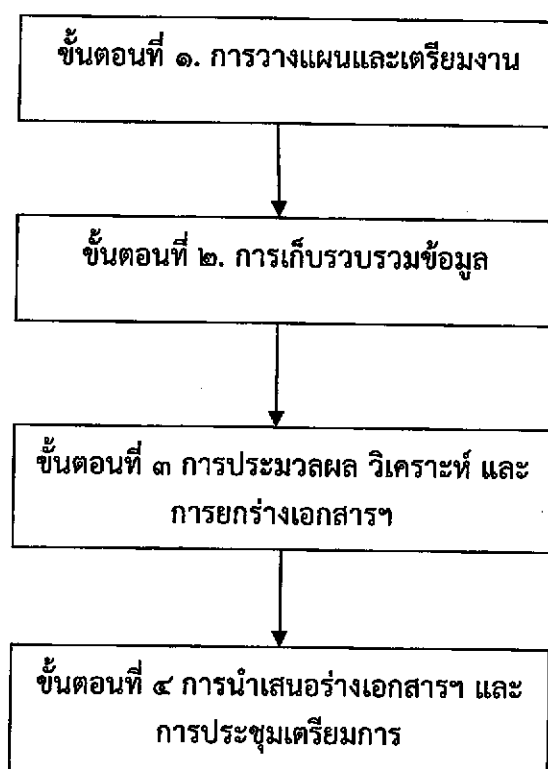 ขั้นตอนที่ ๑. การวางแผนและเตรียมงาน
ขั้นตอนที่ ๒. การเก็บรวบรวมข้อมูล
ขั้นตอนที่ ๓ การประมวลผล วิเคราะห์ และ
การยกร่างเอกสารฯ
ขั้นตอนที่ ๔ การนำเสนอร่างเอกสารฯ และ
การประชุมเตรียมการ